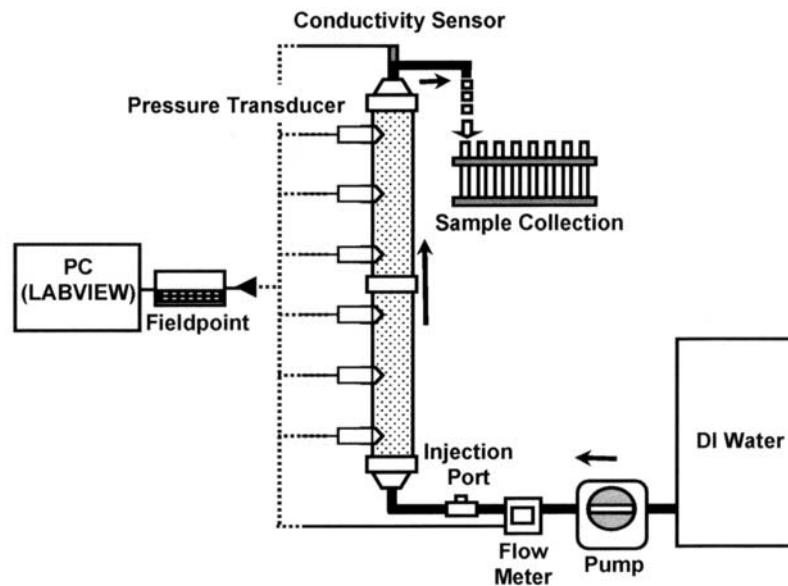 Conductivity Sensor
Pressure Transducer
Sample Collection
PC
(LABVIEW)
Fieldpoint
Injection
Port
DI Water
Flow
Meter
Pump